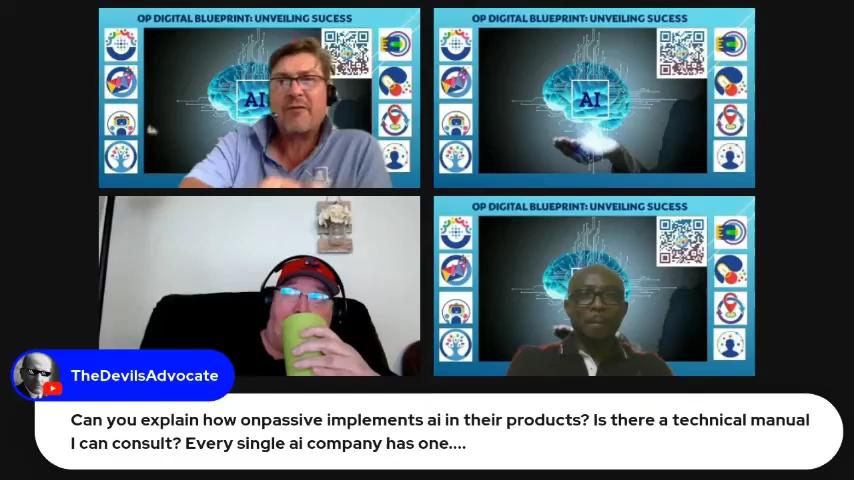 OP DIGITAL BLUEPRINT: UNVEILING SUCESS
AI
OP DIGITAL BLUEPRINT: UNVEILING SUCESS
AI
OP DIGITAL BLUEPRINT: UNVEILING SUCESS
TheDevilsAdvocate
Can you explain how onpassive implements ai in their products? Is there a technical manual
I can consult? Every single ai company has one....